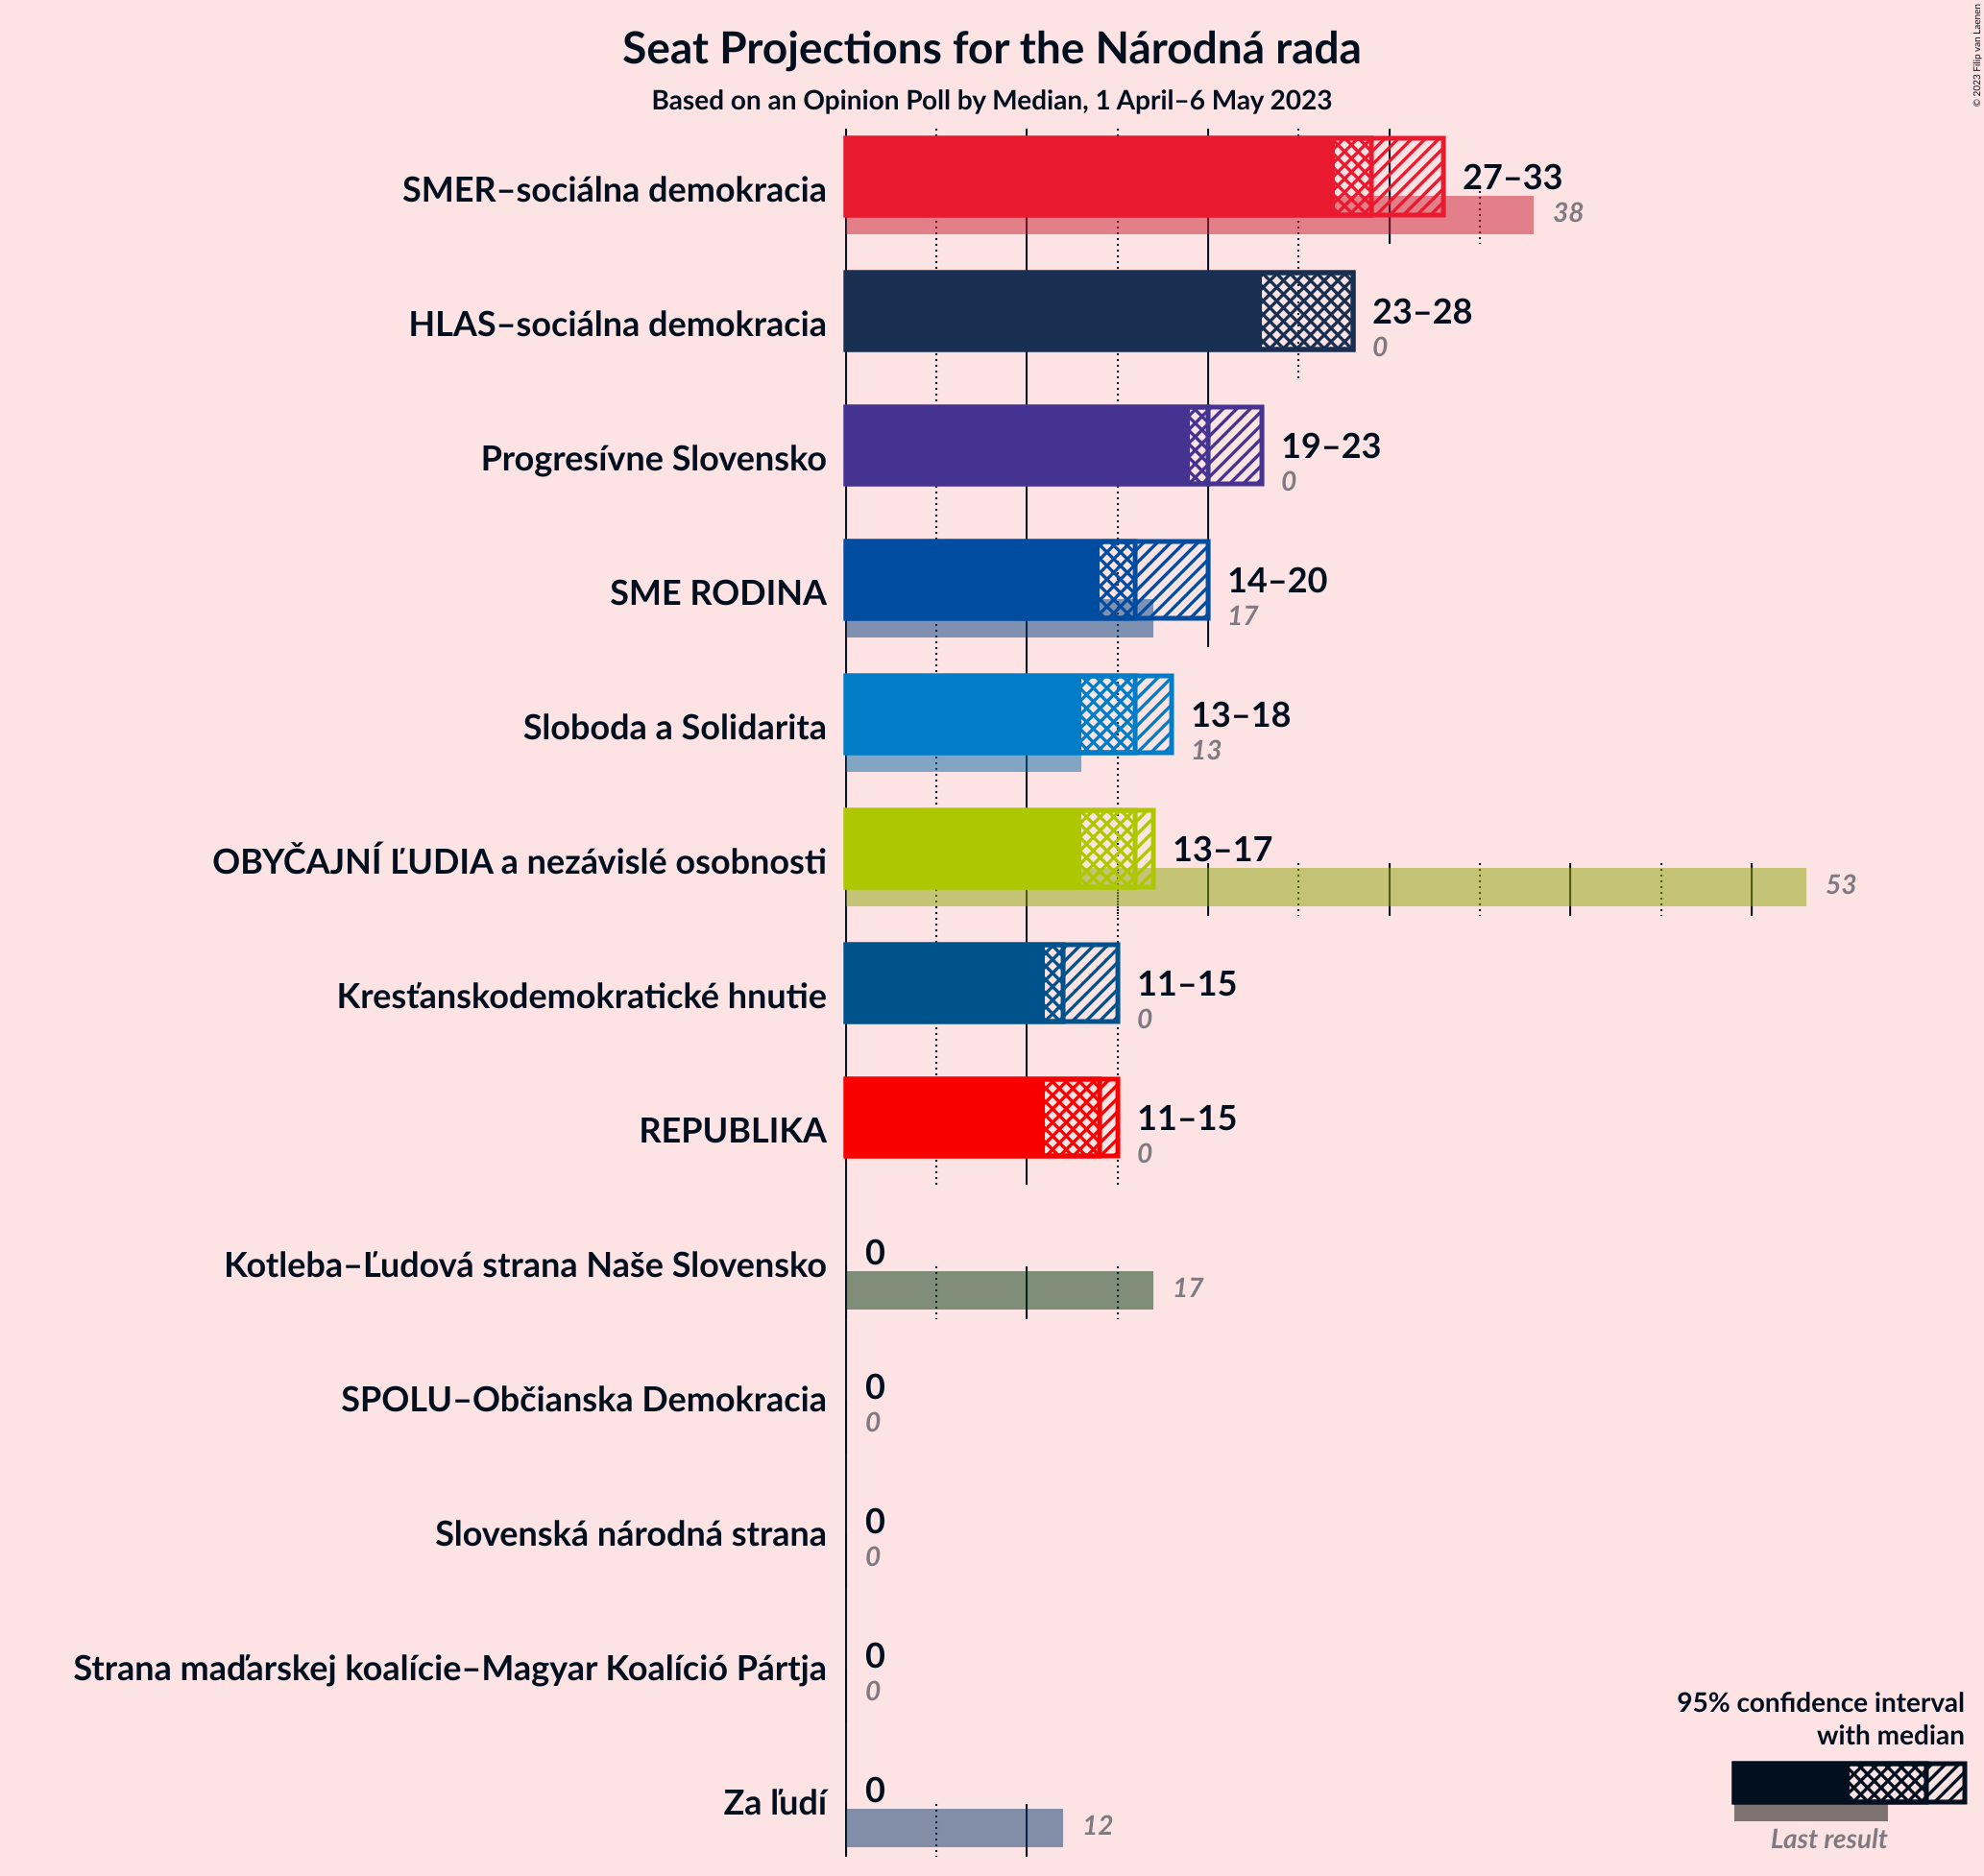 Seat Projections for the Národná rada
Based on an Opinion Poll by Median, 1 April–6 May 2023
© 2023 Filip van Laenen
SMER–sociálna demokracia
27–33
38
HLAS–sociálna demokracia
23–28
0
Progresívne Slovensko
19–23
0
SME RODINA
14–20
17
Sloboda a Solidarita
13–18
13
OBYČAJNÍ ĽUDIA a nezávislé osobnosti
13–17
53
Kresťanskodemokratické hnutie
11–15
0
REPUBLIKA
11–15
0
Kotleba–Ľudová strana Naše Slovensko
0
17
SPOLU–Občianska Demokracia
0
0
Slovenská národná strana
0
0
Strana maďarskej koalície–Magyar Koalíció Pártja
0
0
Za ľudí
0
12
95% confidence interval
with median
Last result